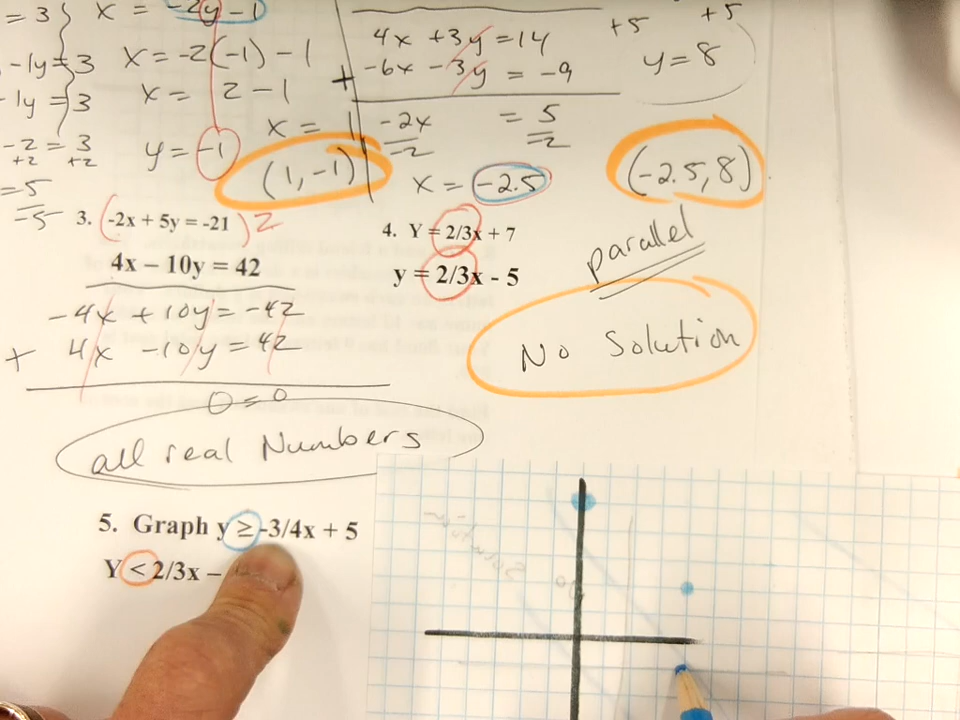 = 3
x = -2y - 1
- 1y = 3
x = -2(-1) - 1
- 1y = 3
x = 2 - 1
- 2 = 3
+2 +2
x = 1
y = -1
(1, -1)
= 5
-5
4x + 3y = 14
+ -6x - 3y = -9
-2x = 5
-2 -2
x = -2.5
+5 +5
y = 8
(-2.5, 8)
3. (-2x + 5y = -21)2
4x – 10y = 42
-4x + 10y = -42
+ 4x - 10y = 42
0 = 0
all real Numbers
4. Y = 2/3x + 7
y = 2/3x - 5
parallel
No Solution
5. Graph y ≥ -3/4x + 5
Y < 2/3x –